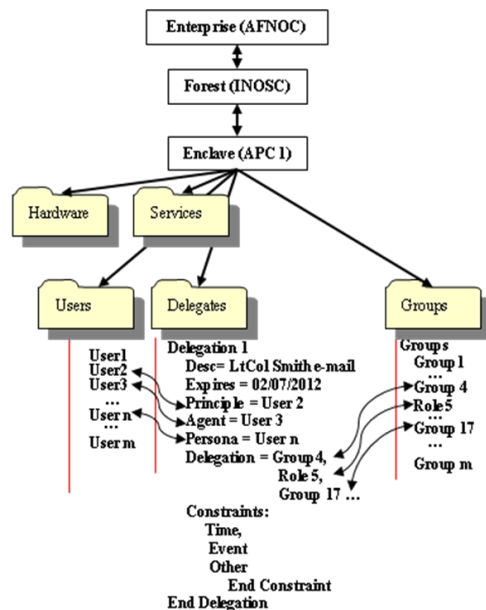 Enterprise (AFNOC)
Forest (INOSC)
Enclave (APC 1)
Hardware
Services
Users
Delegates
Groups
User1
User2
User3
...
User n
...
User m
Delegation 1
Desc= LtCol Smith e-mail
Expires = 02/07/2012
Principle = User 2
Agent = User 3
Persona = User n
Delegation = Group4,
Role 5,
Group 17 ...
Constraints:
Time,
Event
Other
End Constraint
End Delegation
Groups
Group 1
...
Group 4
Role 5
...
Group 17
...
Group m